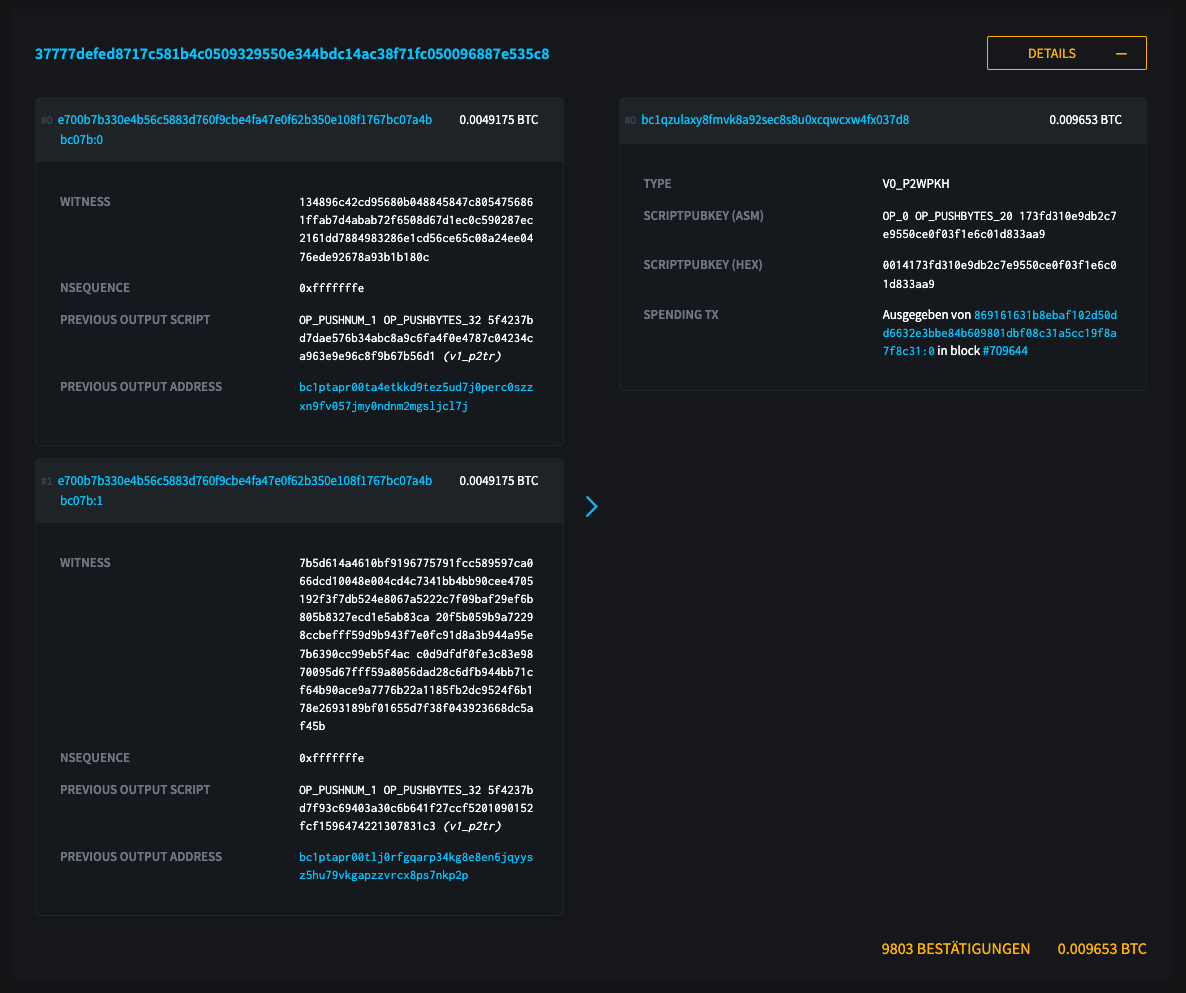 37777defed8717c581b4c0509329550e344bdc14ac38f71fc050096887e535c8
DETAILS —
#0 e700b7b330e4b56c5883d760f9cbe4fa47e0f62b350e108f1767bc07a4b 0.0049175 BTC
bc07b:0
WITNESS 134896c42cd95680b048845847c805475686
1ffab7d4abab72f6508d67d1ec0c590287ec
2161dd7884983286e1cd56ce65c08a24ee04
76ede92678a93b1b180c
NSEQUENCE 0xfffffffe
PREVIOUS OUTPUT SCRIPT OP_PUSHNUM_1 OP_PUSHBYTES_32 5f4237b
d7dae576b34abc8a9c6fa4f0e4787c04234c
a963e9e96c8f9b67b56d1 (v1_p2tr)
PREVIOUS OUTPUT ADDRESS bc1ptapr00ta4etkkd9tez5ud7j0perc0szz
xn9fv057jmy0ndnm2mgsljcl7j
#1 e700b7b330e4b56c5883d760f9cbe4fa47e0f62b350e108f1767bc07a4b 0.0049175 BTC
bc07b:1
WITNESS 7b5d614a4610bf9196775791fcc589597ca0
66dcd10048e004cd4c7341bb4bb90cee4705
192f3f7db524e8067a5222c7f09baf29ef6b
805b8327ecd1e5ab83ca 20f5b059b9a7229
8ccbefff59d9b943f7e0fc91d8a3b944a95e
7b6390cc99eb5f4ac c0d9dfdf0fe3c83e98
70095d67fff59a8056dad28c6dfb944bb71c
f64b90ace9a7776b22a1185fb2dc9524f6b1
78e2693189bf01655d7f38f043923668dc5a
f45b
NSEQUENCE 0xfffffffe
PREVIOUS OUTPUT SCRIPT OP_PUSHNUM_1 OP_PUSHBYTES_32 5f4237b
d7f93c69403a30c6b641f27ccf5201090152
fcf1596474221307831c3 (v1_p2tr)
PREVIOUS OUTPUT ADDRESS bc1ptapr00tlj0rfgqarp34kg8e8en6jqyys
z5hu79vkgapzzvrcx8ps7nkp2p
#0 bc1qzulaxy8fmvk8a92sec8s8u0xcqwcxw4fx037d8 0.009653 BTC
TYPE V0_P2WPKH
SCRIPTPUBKEY (ASM) OP_0 OP_PUSHBYTES_20 173fd310e9db2c7
e9550ce0f03f1e6c01d833aa9
SCRIPTPUBKEY (HEX) 0014173fd310e9db2c7e9550ce0f03f1e6c0
1d833aa9
SPENDING TX Ausgegeben von 869161631b8ebaf102d50d
d6632e3bbe84b609801dbf08c31a5cc19f8a
7f8c31:0 in block #709644
9803 BESTÄTIGUNGEN 0.009653 BTC